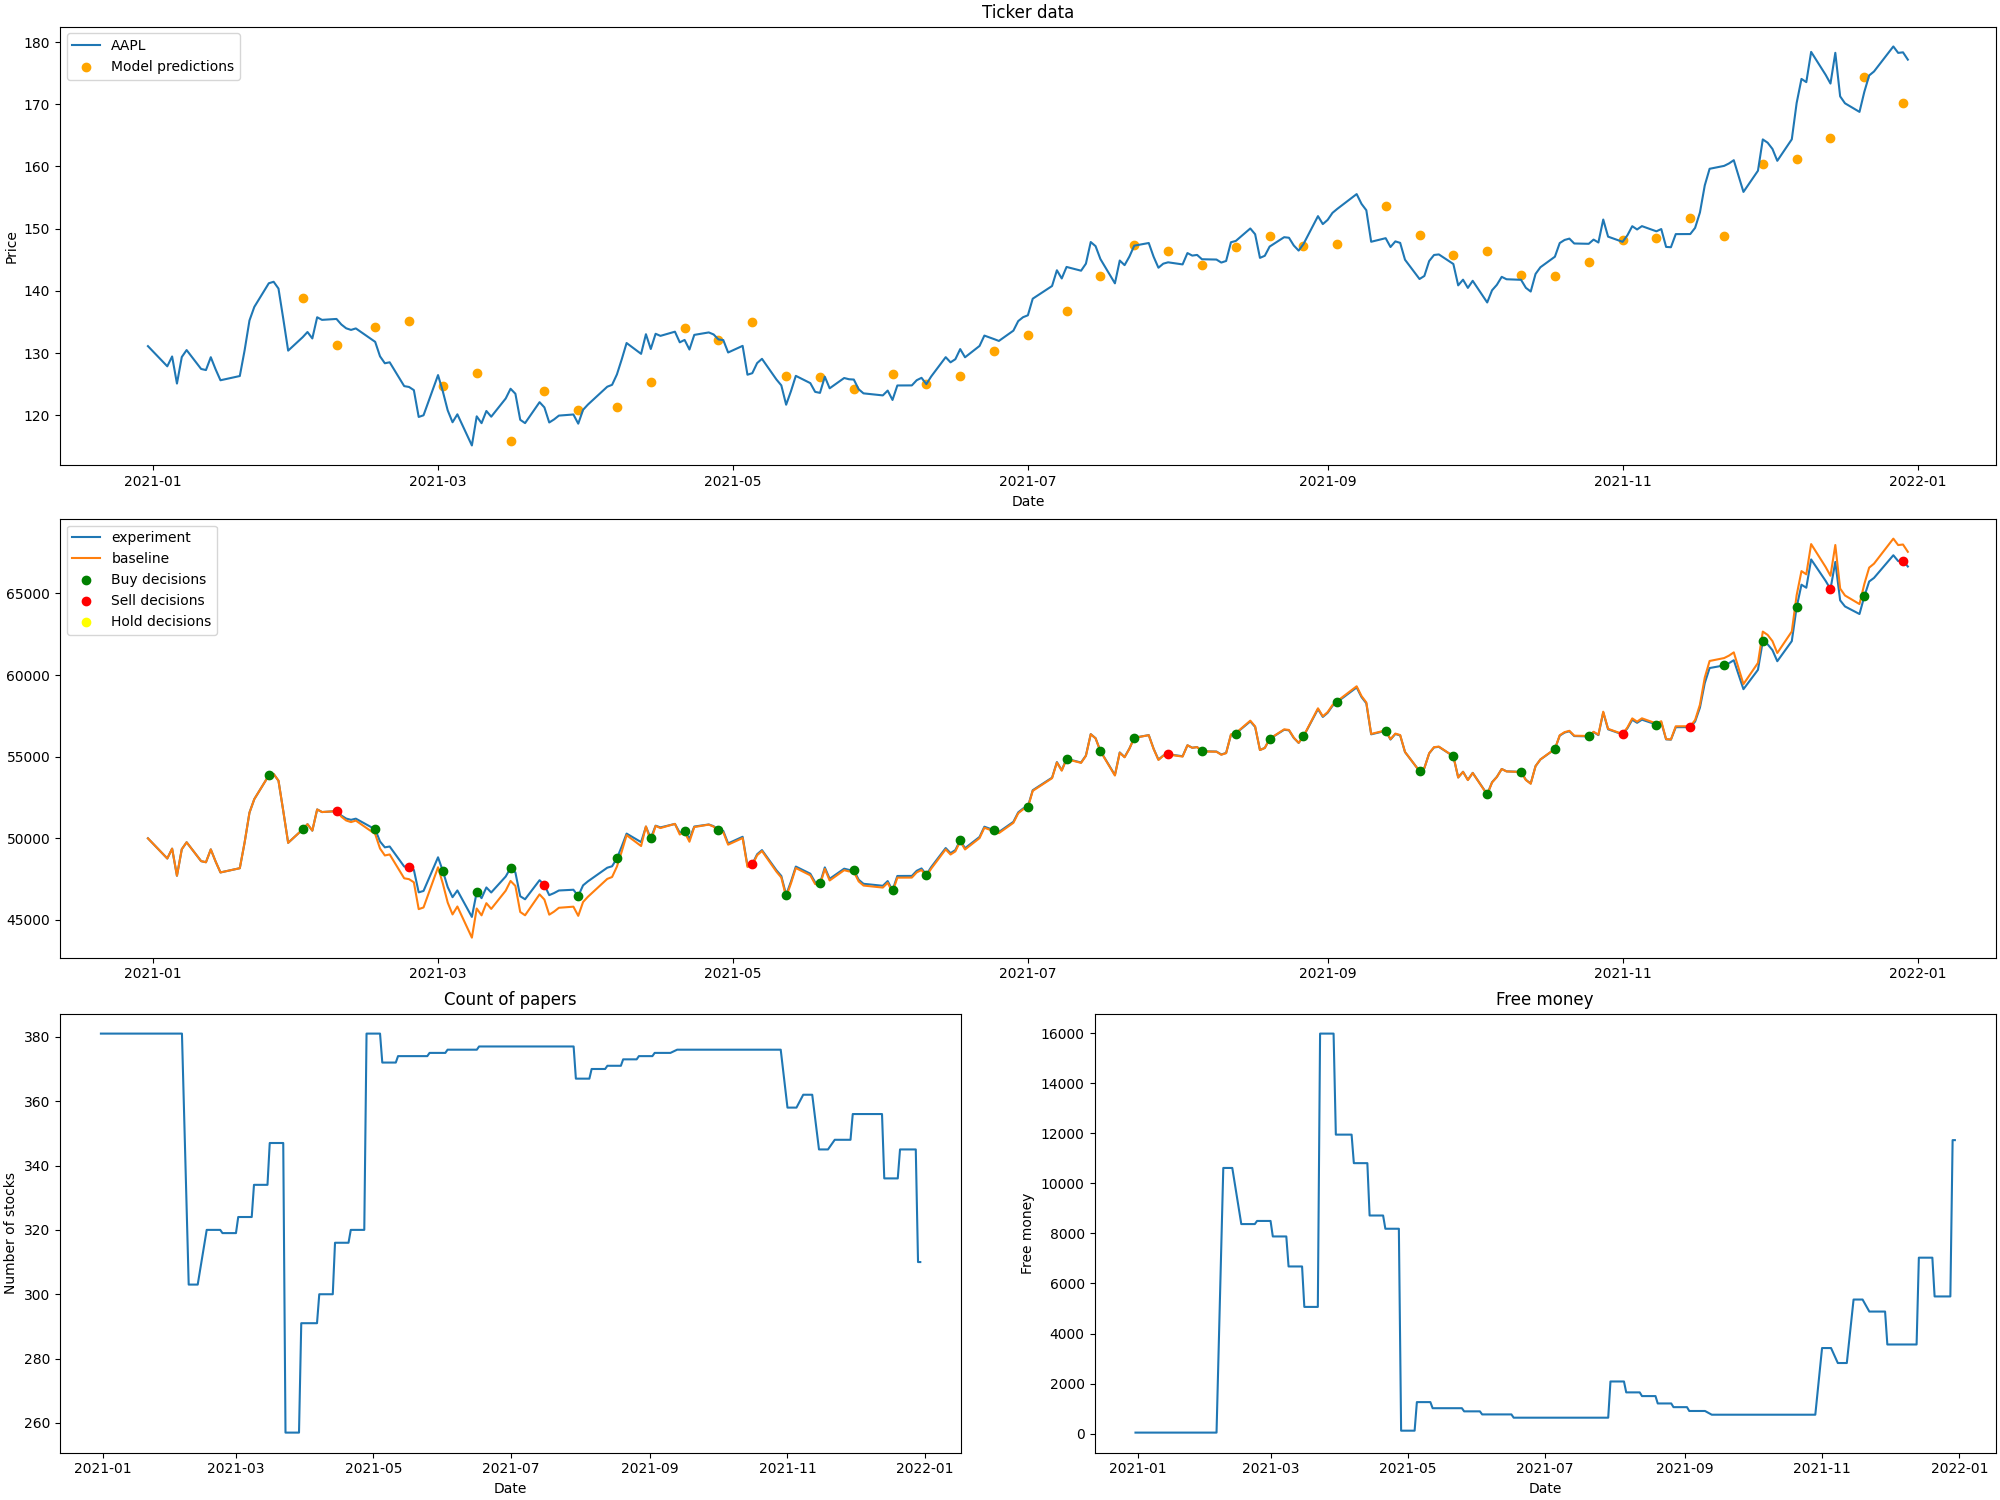 Ticker data
AAPL
Model predictions
180
170
160
150
140
130
120
Price
2021-01 2021-03 2021-05 2021-07 2021-09 2021-11 2022-01
Date
experiment
baseline
Buy decisions
Sell decisions
Hold decisions
65000
60000
55000
50000
45000
2021-01 2021-03 2021-05 2021-07 2021-09 2021-11 2022-01
Count of papers
380
360
340
320
300
280
260
Number of stocks
2021-01 2021-03 2021-05 2021-07 2021-09 2021-11 2022-01
Date
Free money
16000
14000
12000
10000
8000
6000
4000
2000
0
Free money
2021-01 2021-03 2021-05 2021-07 2021-09 2021-11 2022-01
Date